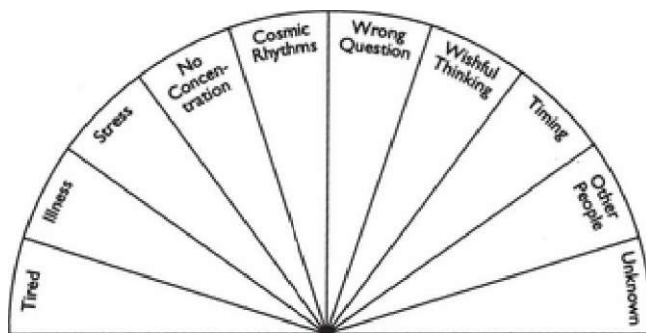 Tired
Illness
Stress
No
Concen-
tration
Cosmic
Rhythms
Wrong
Question
Wishful
Thinking
Timing
Other
People
Unknown